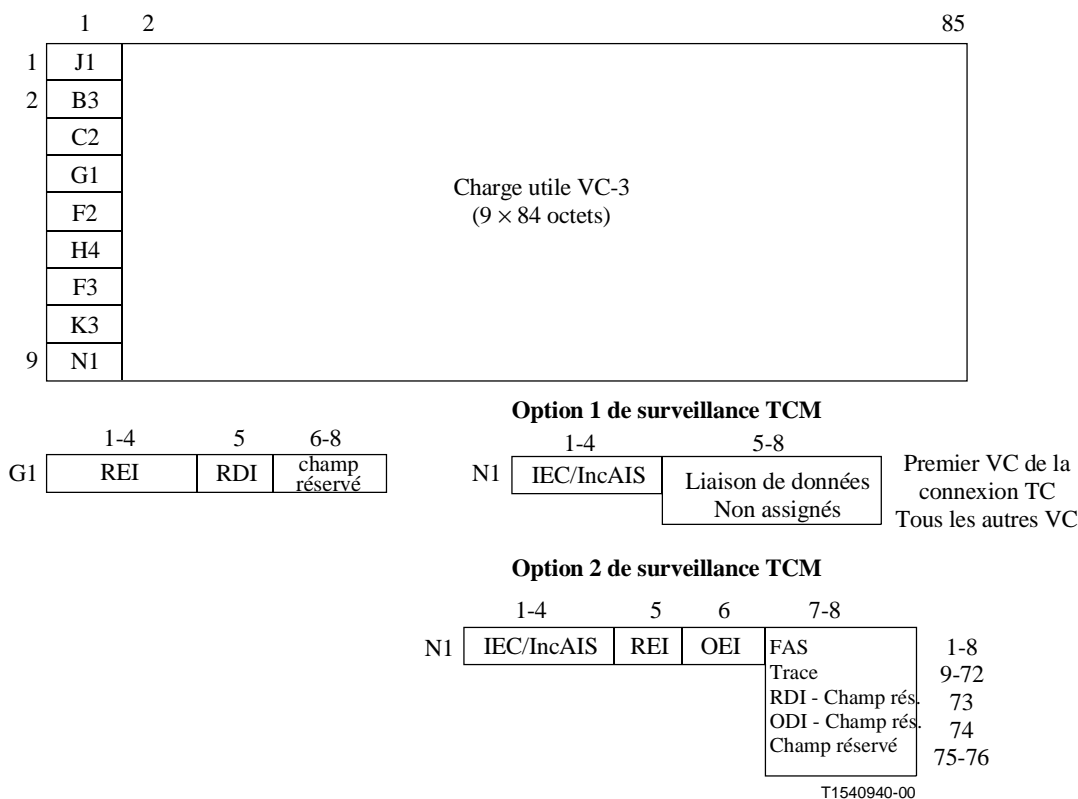 1 2 85
1 J1
2 B3
C2
G1
F2
H4
F3
K3
9 N1
Charge utile VC-3
(9 × 84 octets)
1-4 5 6-8
G1 REI RDI champ
réservé
Option 1 de surveillance TCM
1-4 5-8
N1 IEC/IncAIS Liaison de données
Non assignés
Premier VC de la
connexion TC
Tous les autres VC
Option 2 de surveillance TCM
1-4 5 6 7-8
N1 IEC/IncAIS REI OEI FAS 1-8
Trace 9-72
RDI - Champ rés. 73
ODI - Champ rés. 74
Champ réservé 75-76
T1540940-00